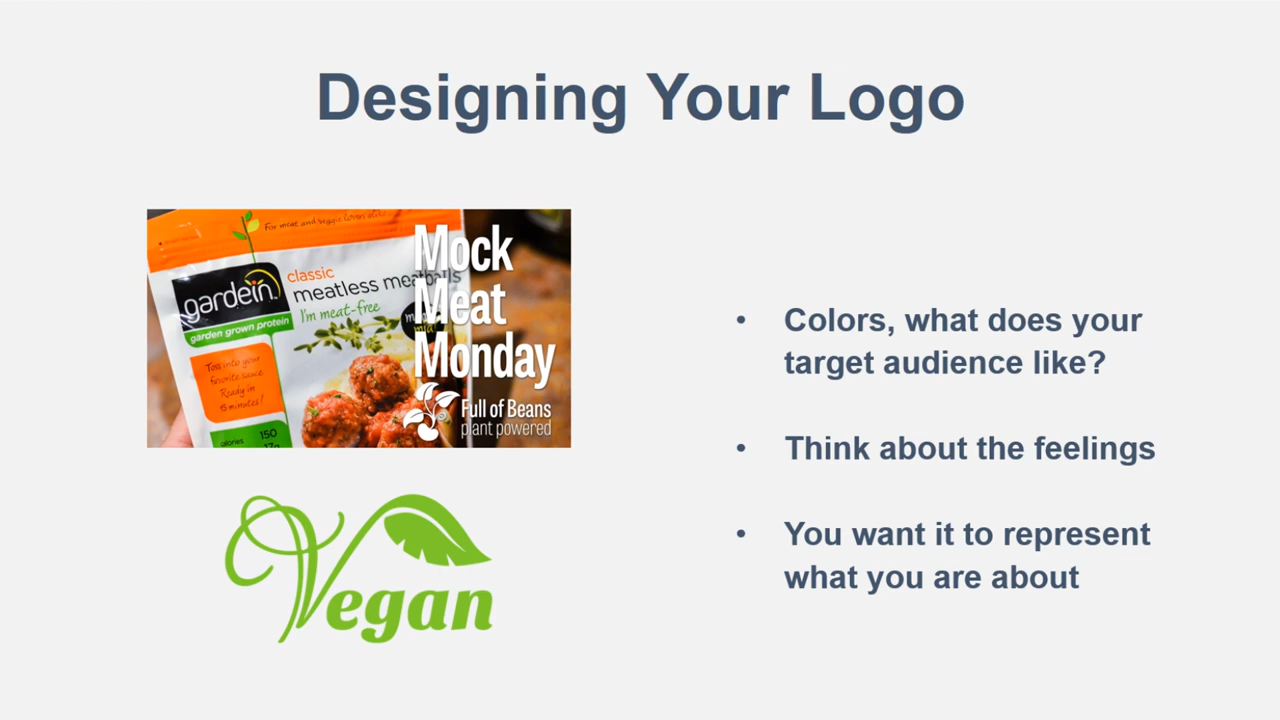 Designing Your Logo
For meat and veggie lovers alike
gardein
garden grown protein
classic
meatless meatballs
I'm meat-free
Mock
Meat
Monday
Full of Beans
plant powered
Toss into your
favorite sauce
Ready in
15 minutes!
calories
150
17g
Vegan
• Colors, what does your
target audience like?
• Think about the feelings
• You want it to represent
what you are about